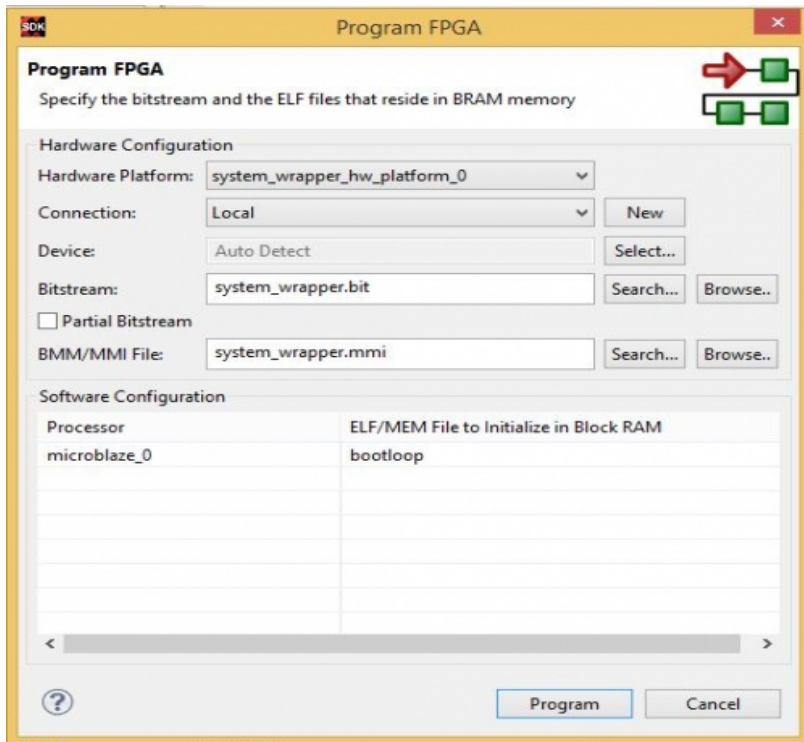 SDK Program FPGA
Program FPGA
Specify the bitstream and the ELF files that reside in BRAM memory
Hardware Configuration
Hardware Platform: system_wrapper_hw_platform_0
Connection: Local New
Device: Auto Detect Select...
Bitstream: system_wrapper.bit Search... Browse..
Partial Bitstream
BMM/MMI File: system_wrapper.mmi Search... Browse..
Software Configuration
Processor ELF/MEM File to Initialize in Block RAM
microblaze_0 bootloop
? Program Cancel